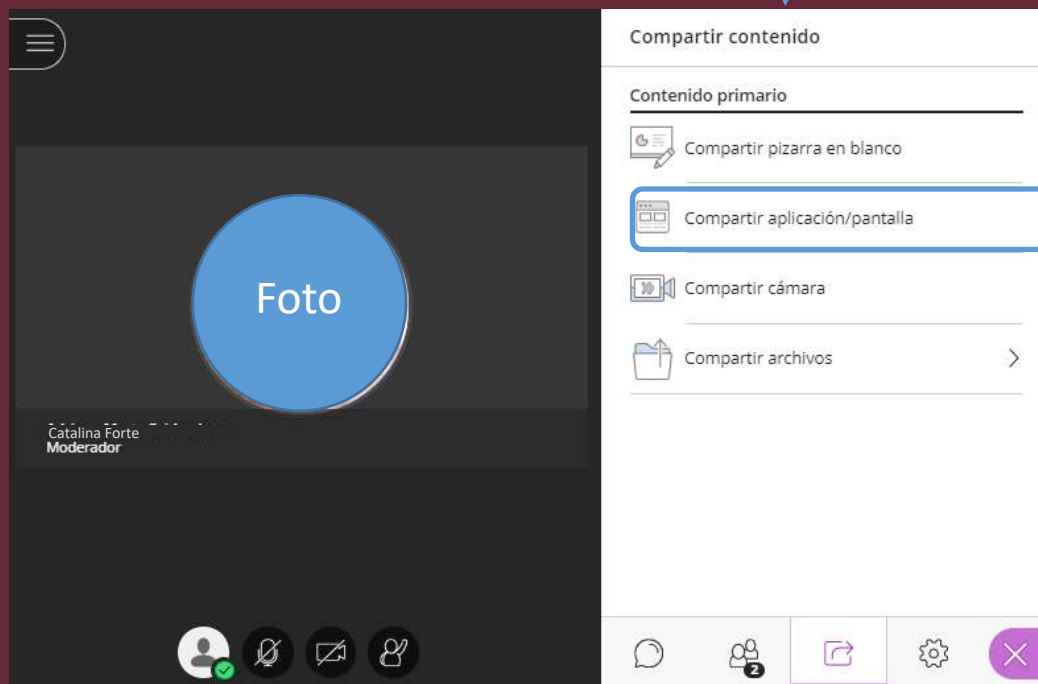 Compartir contenido
Contenido primario
Compartir pizarra en blanco
Compartir aplicación/pantalla
Compartir cámara
Compartir archivos
Foto
Catalina Forte
Moderador
2